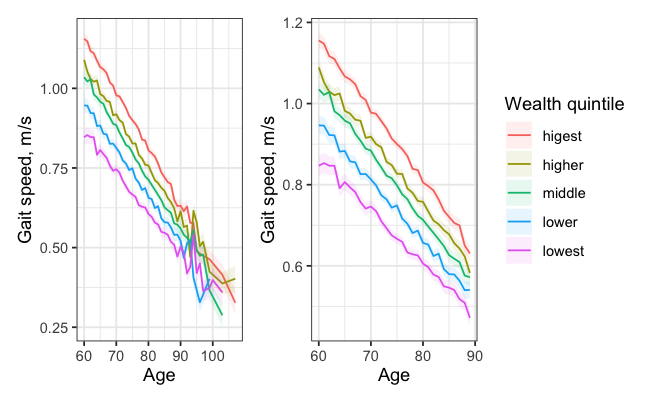 1.00
0.75
0.50
0.25
Gait speed, m/s
60 70 80 90 100
Age
1.2
1.0
0.8
0.6
Gait speed, m/s
60 70 80 90
Age
Wealth quintile
higest
higher
middle
lower
lowest